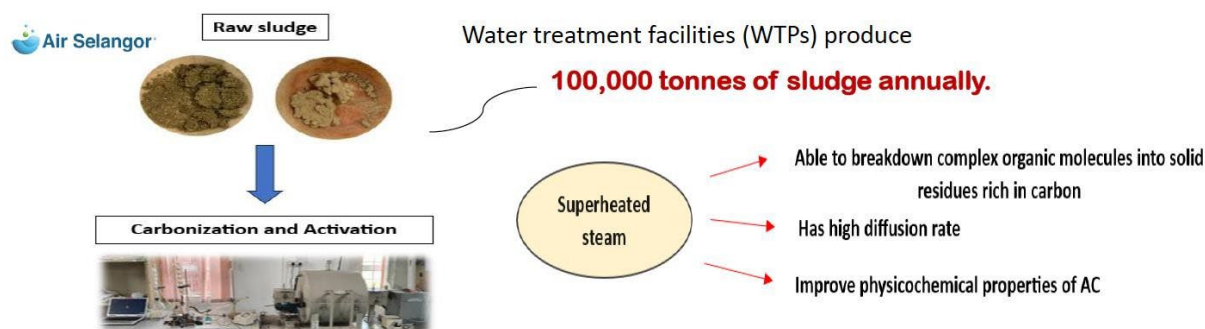 Air Selangor
Raw sludge
Water treatment facilities (WTPs) produce
100,000 tonnes of sludge annually.
Carbonization and Activation
Superheated
steam
Able to breakdown complex organic molecules into solid
residues rich in carbon
Has high diffusion rate
Improve physicochemical properties of AC